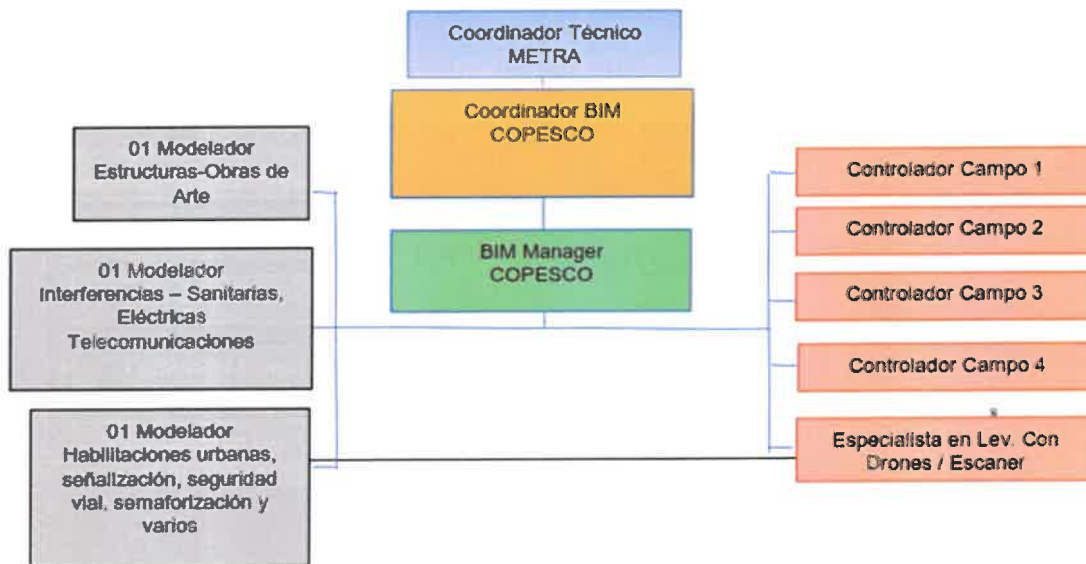 Coordinador Técnico
METRA
Coordinador BIM
COPESCO
BIM Manager
COPESCO
01 Modelador
Estructuras-Obras de
Arte
01 Modelador
Interferencias – Sanitarias,
Eléctricas
Telecomunicaciones
01 Modelador
Habilitaciones urbanas,
señalización, seguridad
vial, semaforización y
varios
Controlador Campo 1
Controlador Campo 2
Controlador Campo 3
Controlador Campo 4
Especialista en Lev. Con
Drones / Escaner